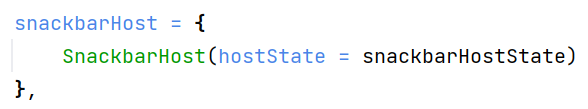 snackbarHost = {
    SnackbarHost(hostState = snackbarHostState)
},